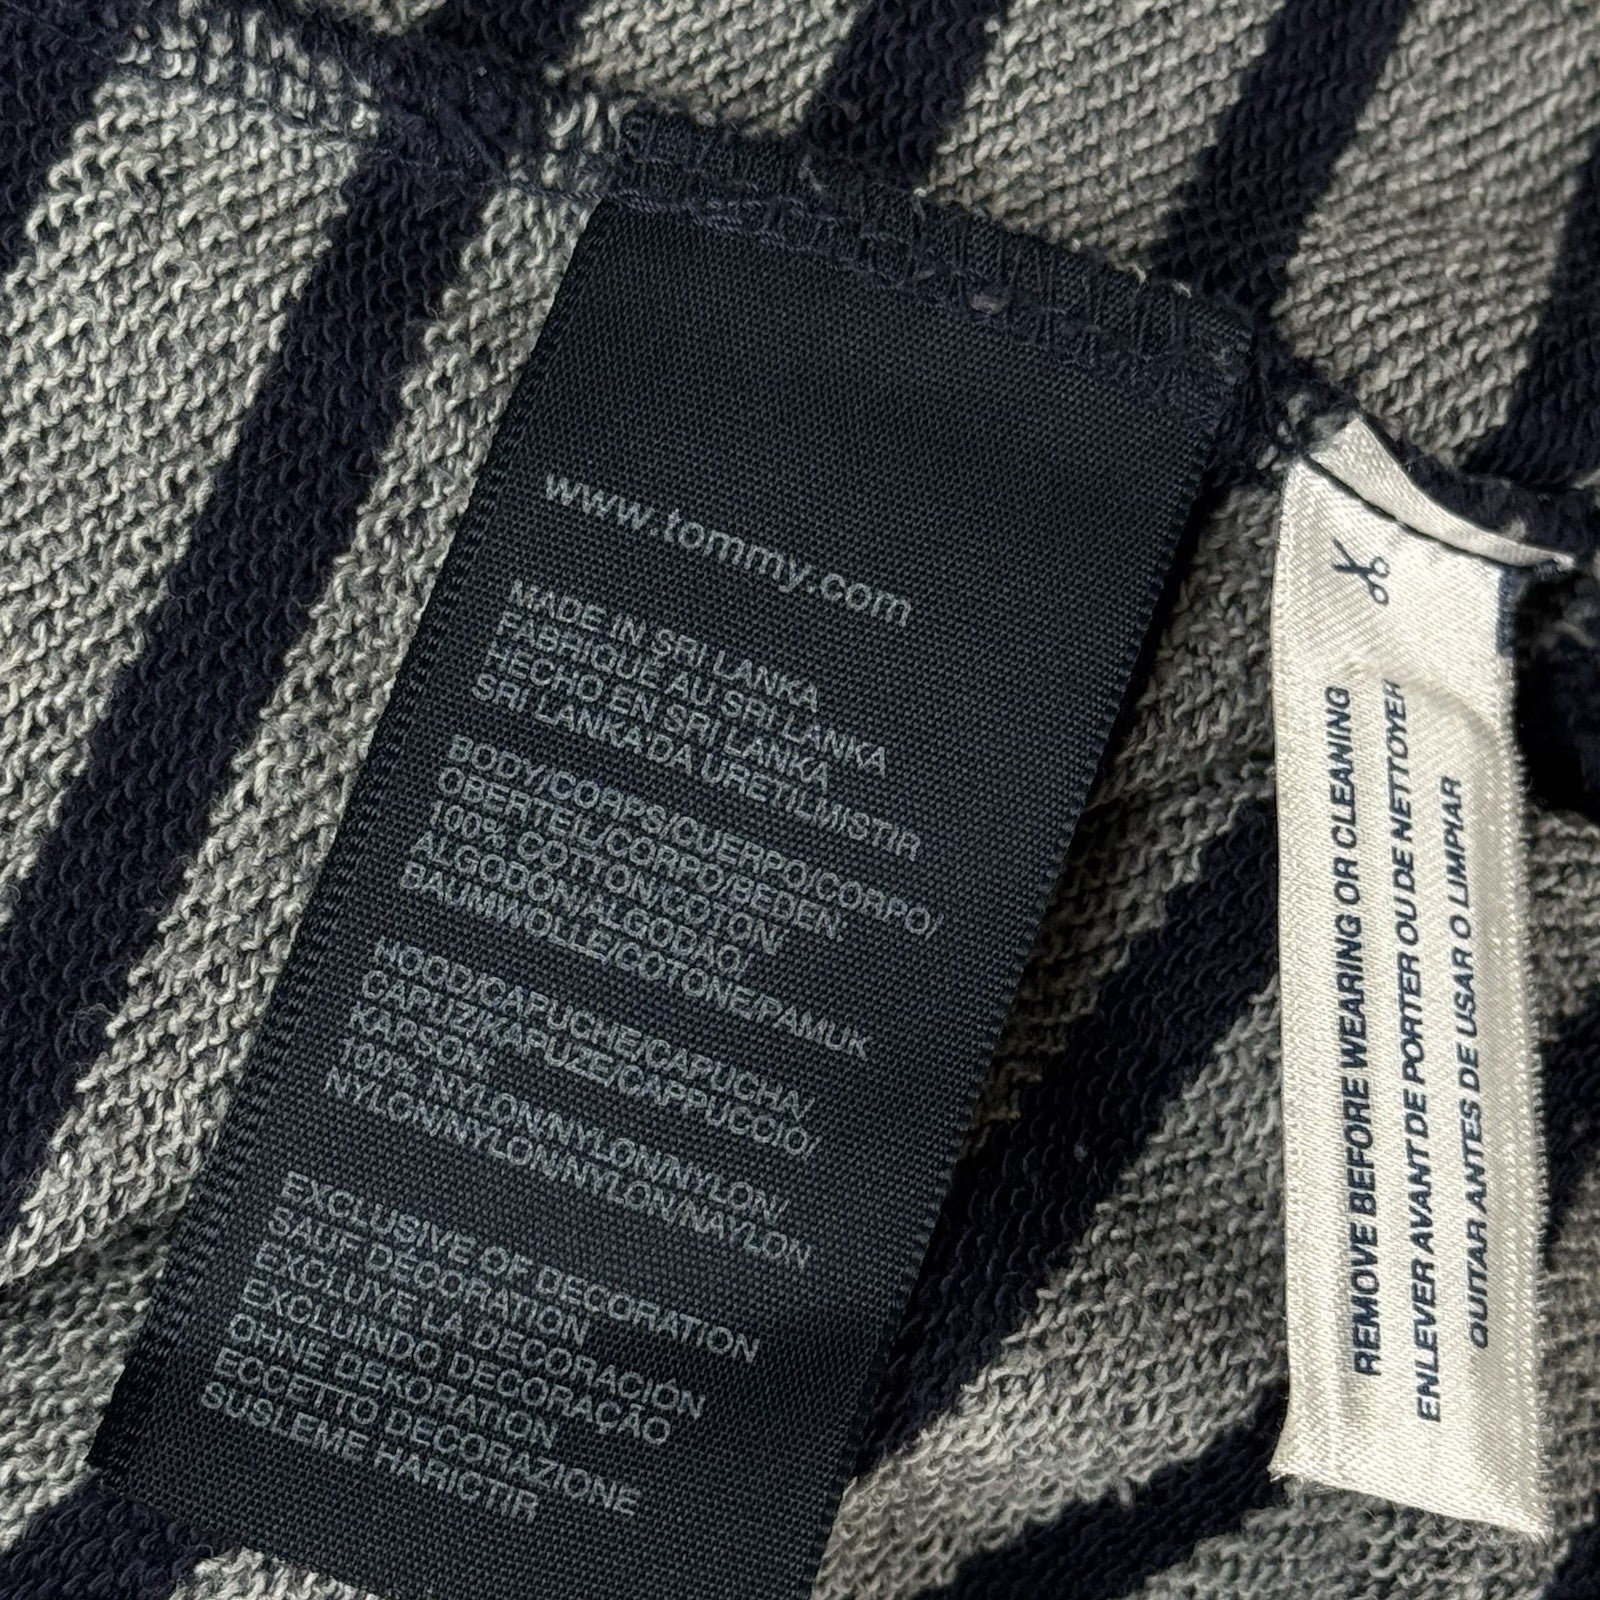 www.tommy.com
MADE IN SRI LANKA
FABRIQUE AU SRI LANKA
HECHO EN SRI LANKA
SRI LANKA'DA URETILMISTIR
BODY/CORPS/CUERPO/CORPO/
OBERTEIL/CORPO/BEDEN:
100% COTTON/COTON/
ALGODON/ALGODÃO/
BAUMWOLLE/COTONE/PAMUK
HOOD/CAPUCHE/CAPUCHA/
CAPUZ/KAPUZE/CAPPUCCIO/
KAPSON:
100% NYLON/NYLON/NYLON/
NYLON/NYLON/NYLON/NAYLON
EXCLUSIVE OF DECORATION
SAUF DECORATION
EXCLUYE LA DECORACIÓN
EXCLUINDO DECORAÇÃO
OHNE DEKORATION
ECCETTO DECORAZIONE
SUSLEME HARICTIR
REMOVE BEFORE WEARING OR CLEANING
ENLEVER AVANT DE PORTER OU DE NETTOYER
QUITAR ANTES DE USAR O LIMPIAR